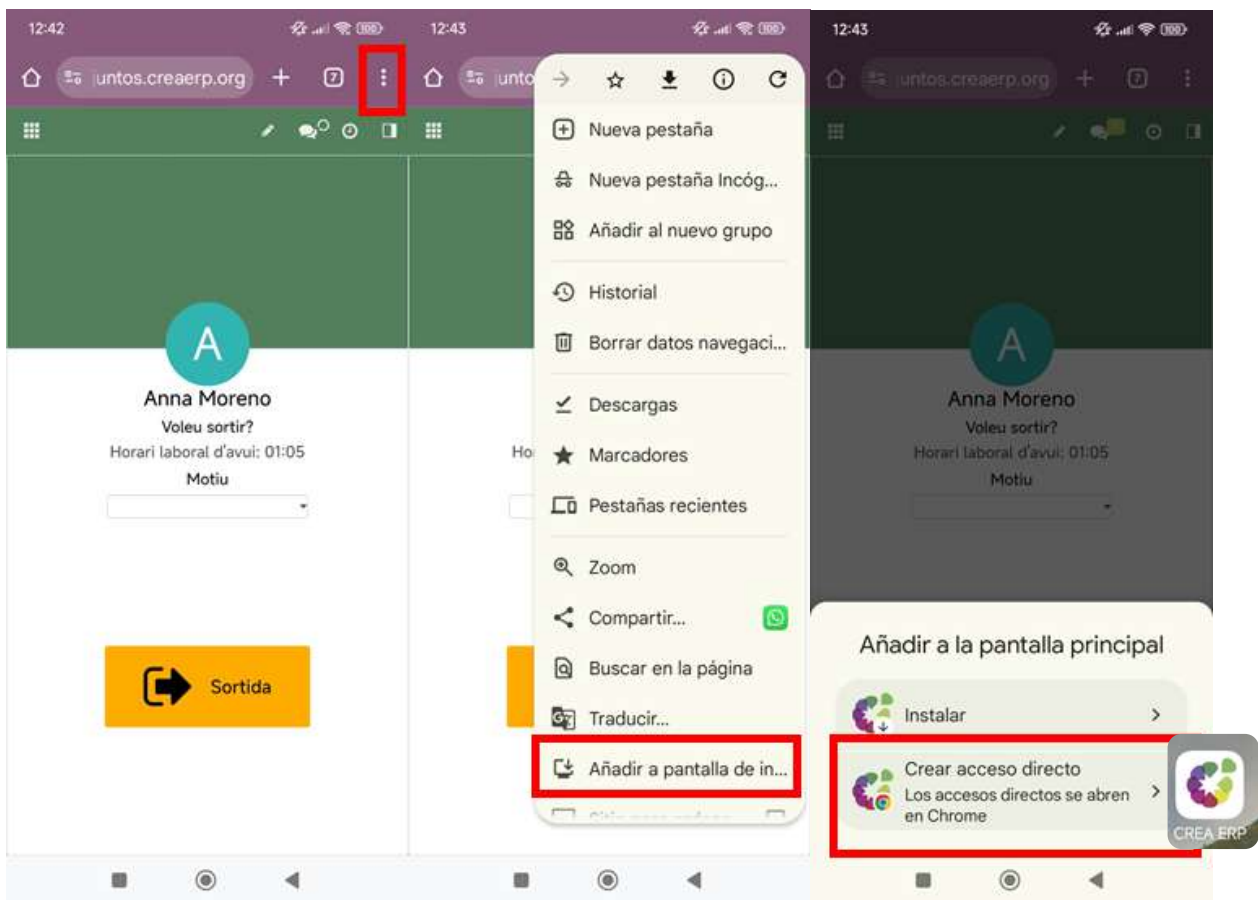 12:42
100
untos.creaerp.org
7
A
Anna Moreno
Voleu sortir?
Horari laboral d'avui: 01:05
Motiu
Sortida
12:43
100
unto
Nueva pestaña
Nueva pestaña Incóg...
Añadir al nuevo grupo
Historial
Borrar datos navegaci...
Descargas
Marcadores
Pestañas recientes
Zoom
Compartir...
Buscar en la página
Traducir...
Añadir a pantalla de in...
Ho
12:43
100
untos.creaerp.org
7
A
Anna Moreno
Voleu sortir?
Horari laboral d'avui: 01:05
Motiu
Añadir a la pantalla principal
Instalar
Crear acceso directo
Los accesos directos se abren
en Chrome
CREA ERP